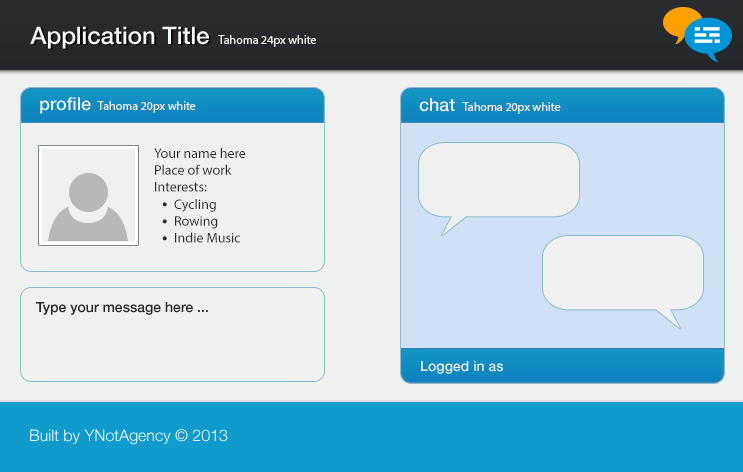 Application Title Tahoma 24px white
profile Tahoma 20px white
Your name here
Place of work
Interests:
• Cycling
• Rowing
• Indie Music
Type your message here ...
chat Tahoma 20px white
Logged in as
Built by YNotAgency © 2013